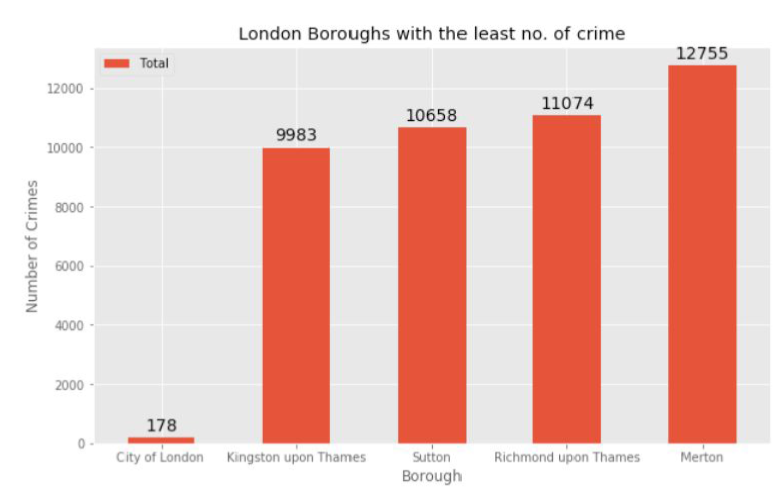 London Boroughs with the least no. of crime
Total
12755
11074
10658
9983
178
12000
10000
8000
6000
4000
2000
0
Number of Crimes
City of London Kingston upon Thames Sutton Richmond upon Thames Merton
Borough